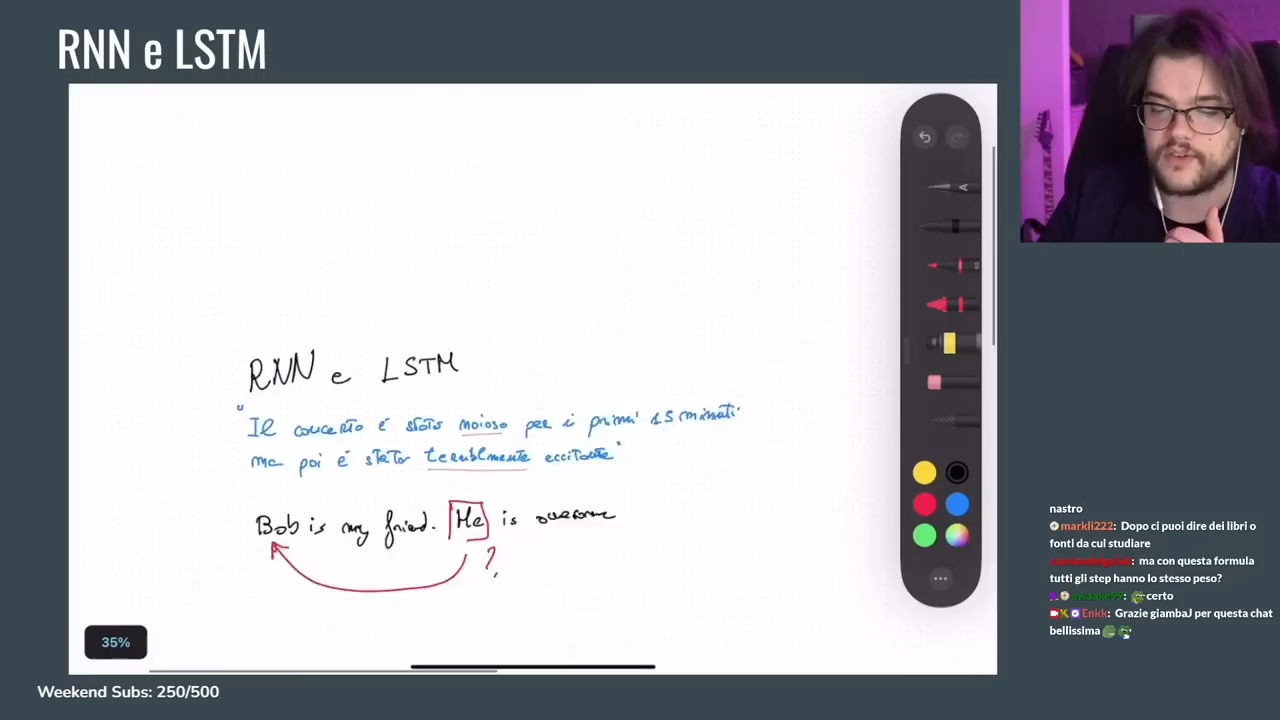 RNN e LSTM
RNN e LSTM
"Il concerto è stato noioso per i primi 15 minuti
ma poi è stato terribilmente eccitante"
Bob is my friend. He is awesome
?
35%
nastro
markli222: Dopo ci puoi dire dei libri o
fonti da cui studiare
: ma con questa formula
tutti gli step hanno lo stesso peso?
: certo
Enkk: Grazie giambaJ per questa chat
bellissima
Weekend Subs: 250/500